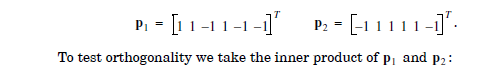 p₁ = [1 1 −1 1 −1 −1]ᵀ p₂ = [−1 1 1 1 1 −1]ᵀ.
To test orthogonality we take the inner product of p₁ and p₂: